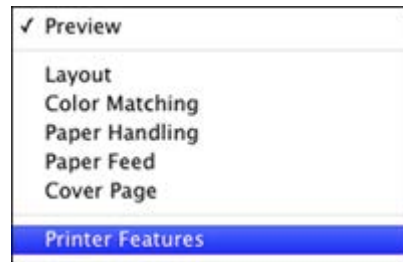 ✓ Preview
Layout
Color Matching
Paper Handling
Paper Feed
Cover Page
Printer Features